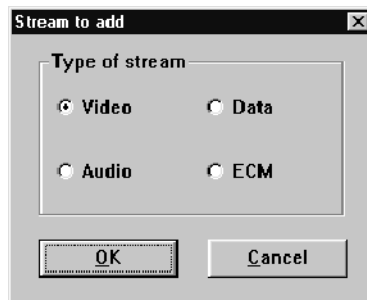 Stream to add
Type of stream
Video Data
Audio ECM
OK Cancel